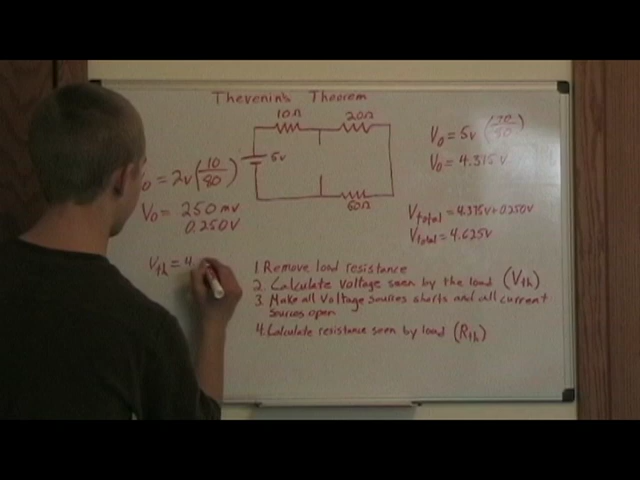 Thevenin's Theorem
10Ω
20Ω
5v
50Ω
V₀ = 5v (70/80)
V₀ = 4.375v
V₀ = 2v (10/80)
V₀ = 250mv
0.250V
Vtotal = 4.375v+0.250v
Vtotal = 4.625v
Vth = 4
1. Remove load resistance
2. Calculate voltage seen by the load (Vth)
3 Make all Voltage sources shorts and all current
Sources open
4. Calculate resistance seen by load (Rth)